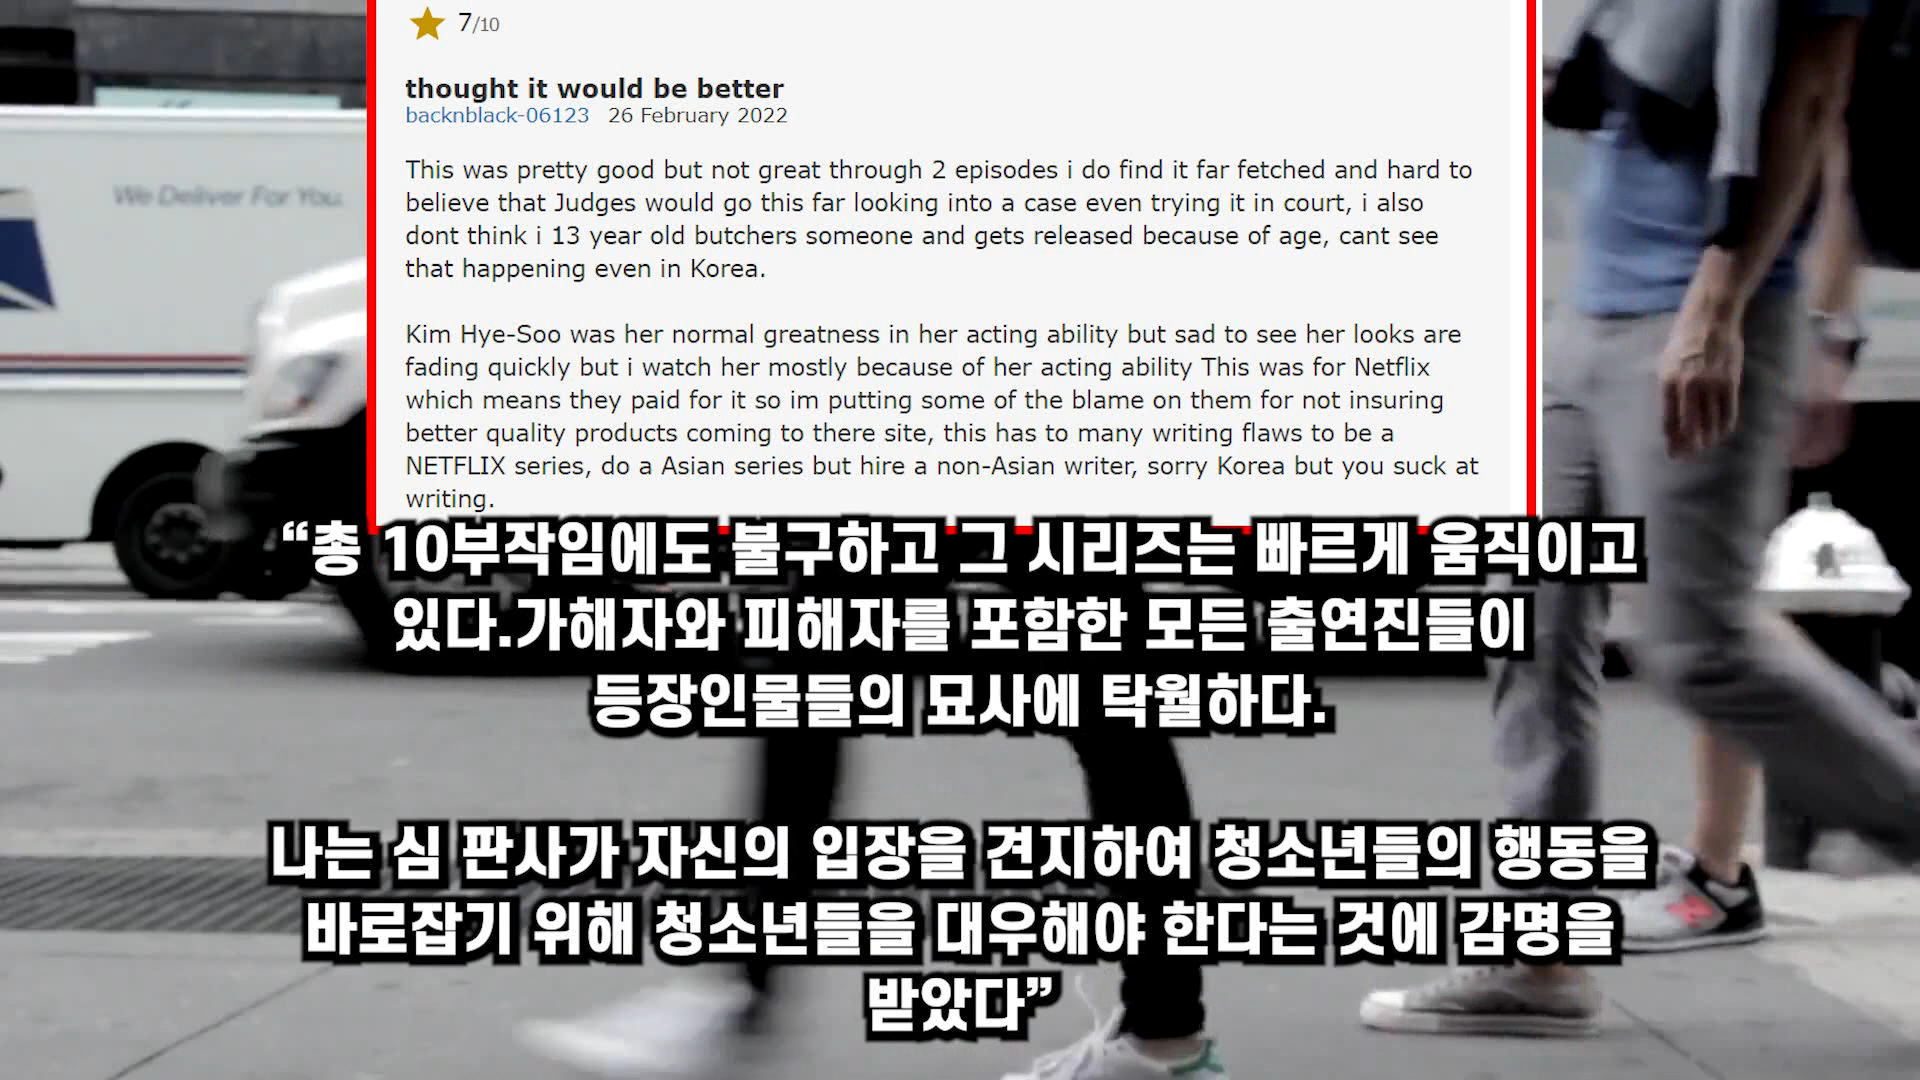 7/10
thought it would be better
backnblack-06123 26 February 2022
This was pretty good but not great through 2 episodes i do find it far fetched and hard to
believe that Judges would go this far looking into a case even trying it in court, i also
dont think i 13 year old butchers someone and gets released because of age, cant see
that happening even in Korea.
We Deliver For You.
Kim Hye-Soo was her normal greatness in her acting ability but sad to see her looks are
fading quickly but i watch her mostly because of her acting ability This was for Netflix
which means they paid for it so im putting some of the blame on them for not insuring
better quality products coming to there site, this has to many writing flaws to be a
NETFLIX series, do a Asian series but hire a non-Asian writer, sorry Korea but you suck at
writing.
“총 10부작임에도 불구하고 그 시리즈는 빠르게 움직이고
있다.가해자와 피해자를 포함한 모든 출연진들이
등장인물들의 묘사에 탁월하다.
나는 심 판사가 자신의 입장을 견지하여 청소년들의 행동을
바로잡기 위해 청소년들을 대우해야 한다는 것에 감명을
받았다”